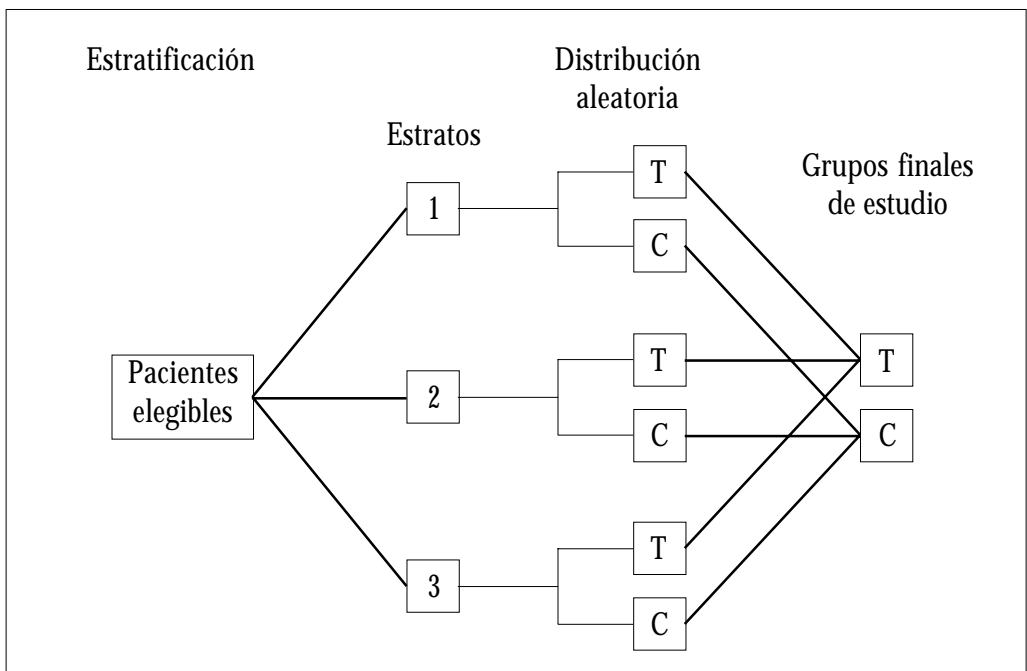 Estratificación
Distribución
aleatoria
Estratos
Grupos finales
de estudio
T
1
C
T
T
Pacientes
elegibles
2
C
C
T
3
C